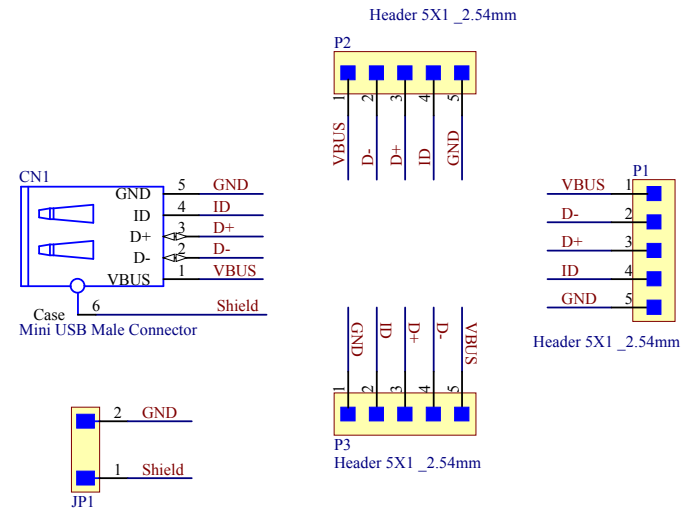 Header 5X1 _2.54mm
P2
1 2 3 4 5
VBUS D- D+ ID GND
CN1
GND 5 GND
ID 4 ID
D+ 3 D+
D- 2 D-
VBUS 1 VBUS
Case 6 Shield
Mini USB Male Connector
P1
VBUS 1
D- 2
D+ 3
ID 4
GND 5
Header 5X1 _2.54mm
GND ID D+ D- VBUS
1 2 3 4 5
P3
Header 5X1 _2.54mm
2 GND
1 Shield
JP1